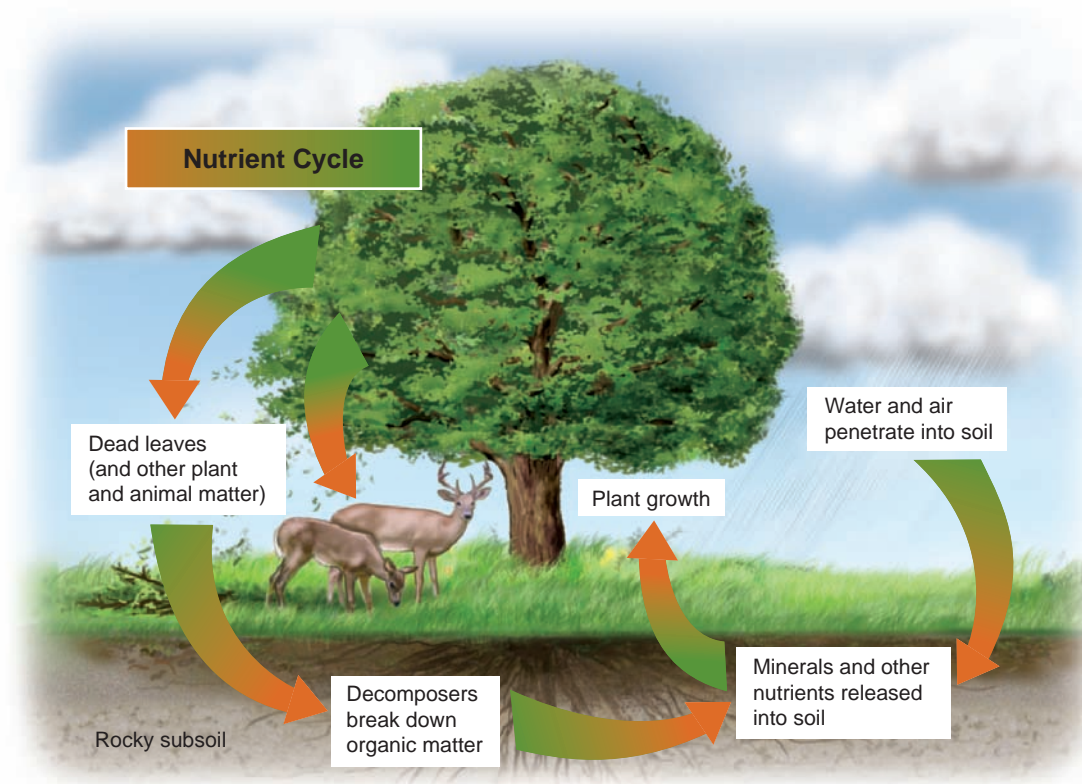 Nutrient Cycle
Dead leaves
(and other plant
and animal matter)
Water and air
penetrate into soil
Plant growth
Decomposers
break down
organic matter
Minerals and other
nutrients released
into soil
Rocky subsoil